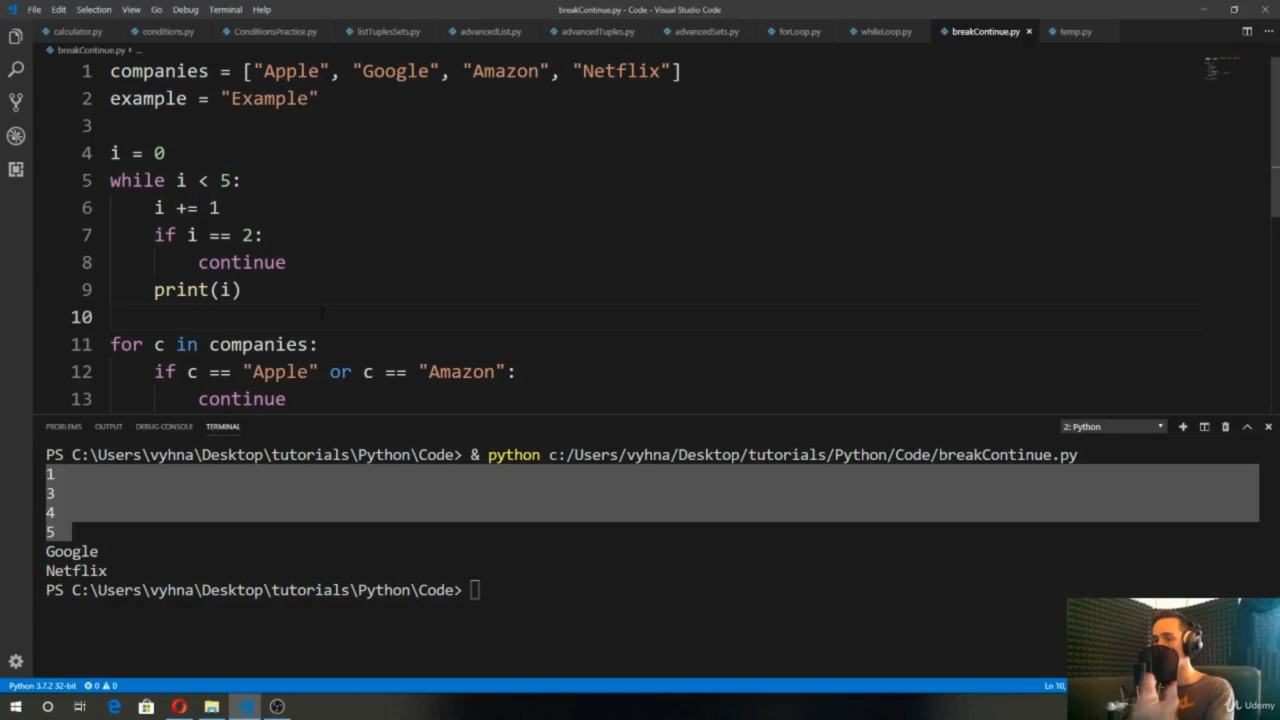 File Edit Selection View Go Debug Terminal Help
breakContinue.py - Code - Visual Studio Code
calculator.py conditions.py ConditionsPractice.py listTuplesSets.py advancedList.py advancedTuples.py advancedSets.py forLoop.py whileLoop.py breakContinue.py × temp.py
breakContinue.py > ...
1 companies = ["Apple", "Google", "Amazon", "Netflix"]
2 example = "Example"
3
4 i = 0
5 while i < 5:
6 i += 1
7 if i == 2:
8 continue
9 print(i)
10
11 for c in companies:
12 if c == "Apple" or c == "Amazon":
13 continue
PROBLEMS OUTPUT DEBUG CONSOLE TERMINAL 2: Python
PS C:\Users\vyhna\Desktop\tutorials\Python\Code> & python c:/Users/vyhna/Desktop/tutorials/Python/Code/breakContinue.py
1
3
4
5
Google
Netflix
PS C:\Users\vyhna\Desktop\tutorials\Python\Code>
Python 3.7.2 32-bit 0 0 Ln 10,
Udemy